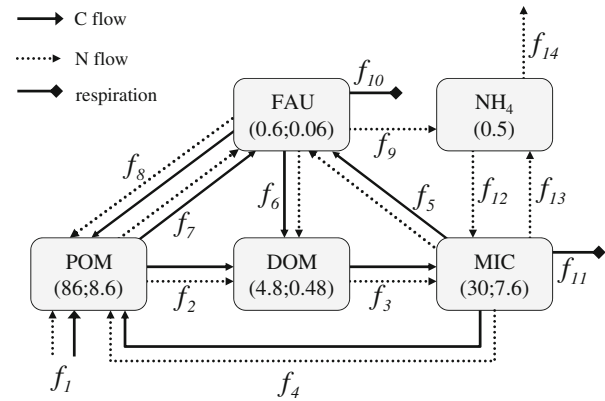 C flow
N flow
respiration
f14
f10
FAU
(0.6;0.06)
NH4
(0.5)
f9
f8
f7
f6
f5
f12
f13
POM
(86;8.6)
DOM
(4.8;0.48)
MIC
(30;7.6)
f2
f3
f11
f1
f4